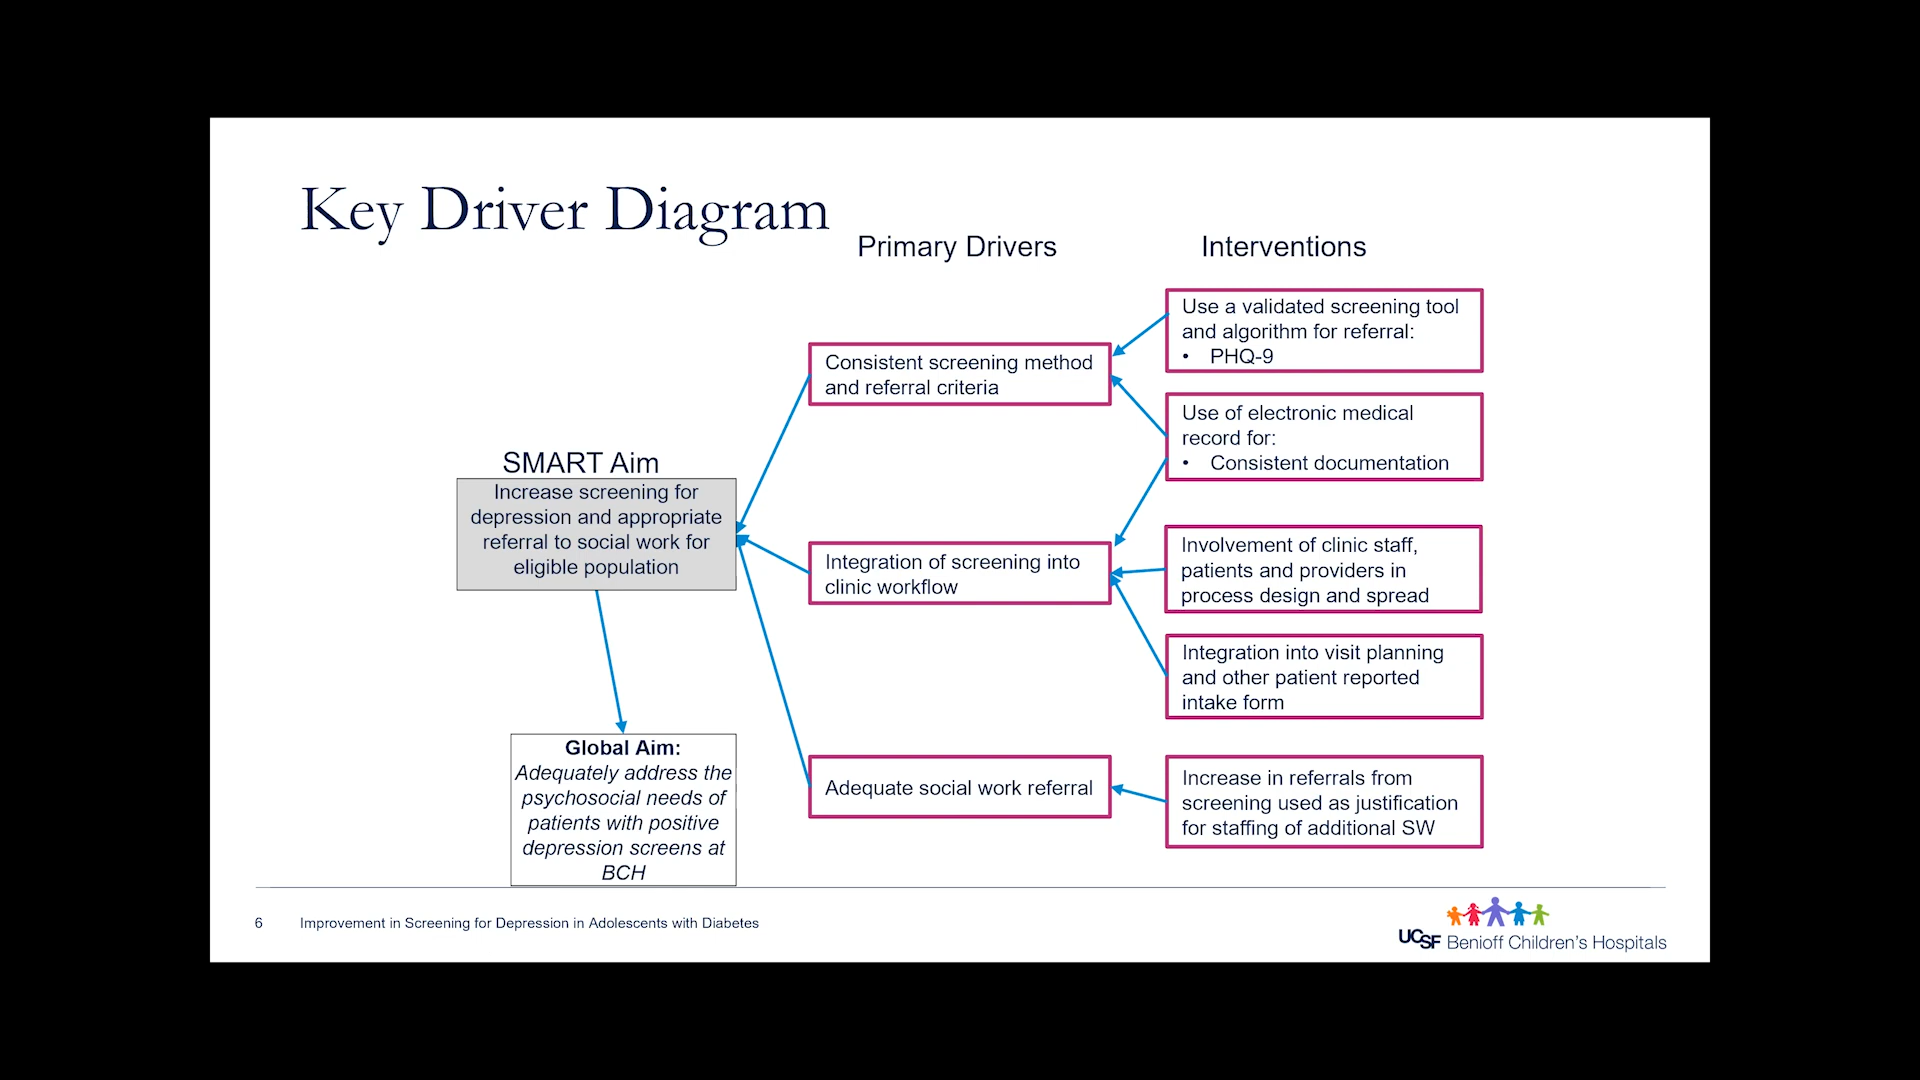 Key Driver Diagram
Primary Drivers
Interventions
Use a validated screening tool
and algorithm for referral:
• PHQ-9
Consistent screening method
and referral criteria
Use of electronic medical
record for:
• Consistent documentation
SMART Aim
Increase screening for
depression and appropriate
referral to social work for
eligible population
Integration of screening into
clinic workflow
Involvement of clinic staff,
patients and providers in
process design and spread
Integration into visit planning
and other patient reported
intake form
Global Aim:
Adequately address the
psychosocial needs of
patients with positive
depression screens at
BCH
Adequate social work referral
Increase in referrals from
screening used as justification
for staffing of additional SW
6 Improvement in Screening for Depression in Adolescents with Diabetes
UCSF Benioff Children's Hospitals